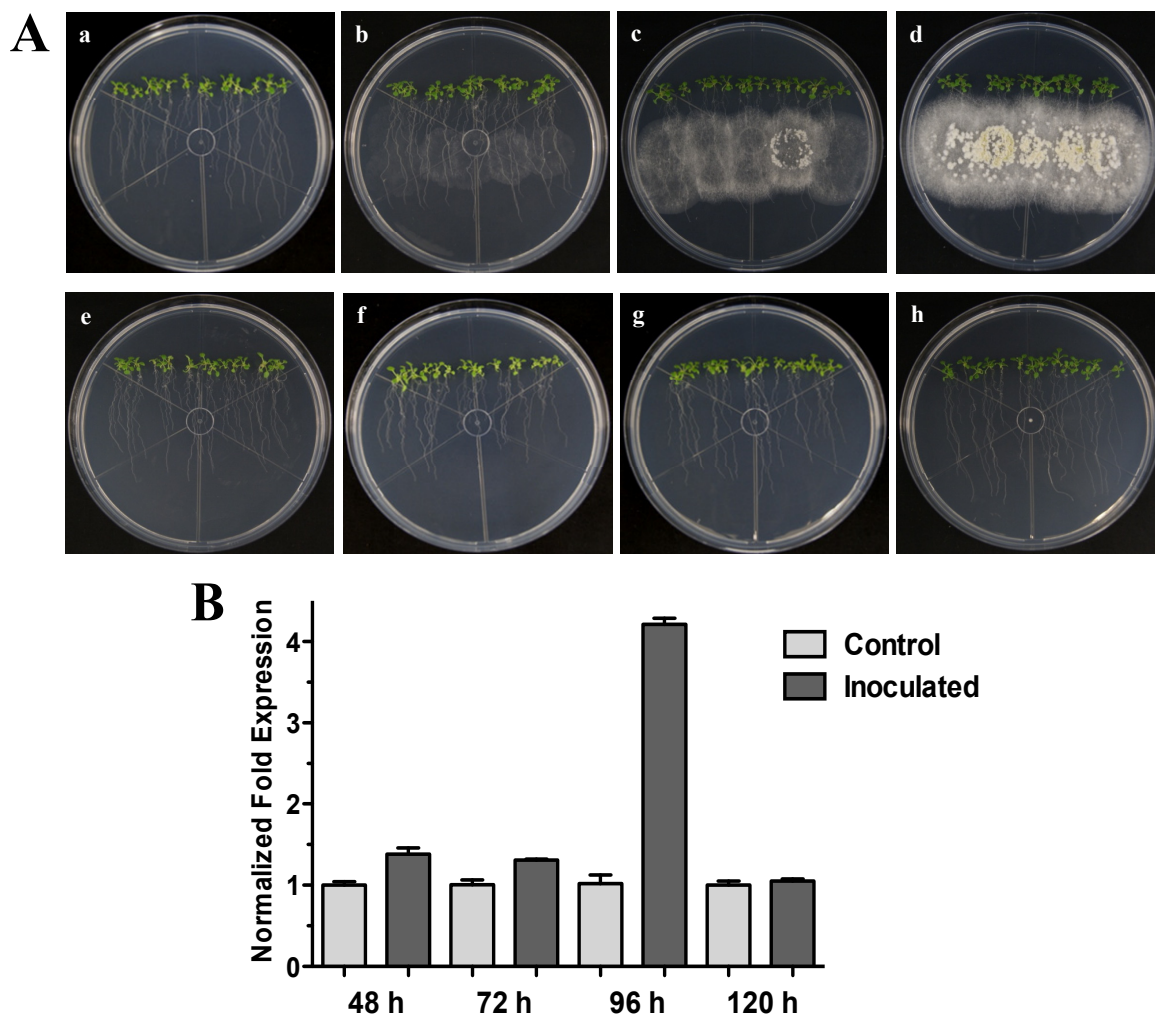 A
a
b
c
d
e
f
g
h
B
Normalized Fold Expression
4
3
2
1
0
48 h
72 h
96 h
120 h
Control
Inoculated